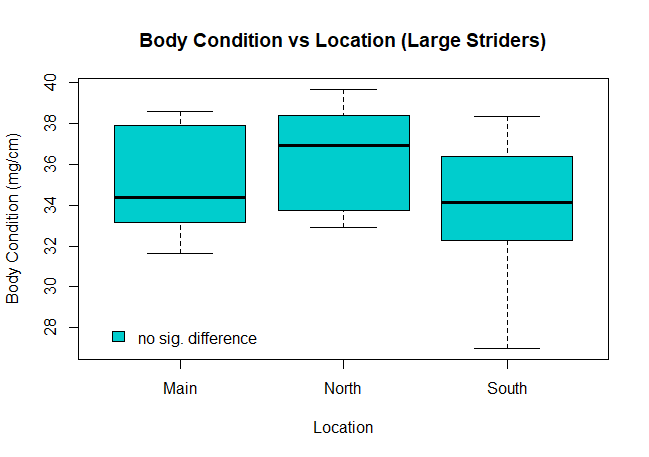 Body Condition vs Location (Large Striders)
Body Condition (mg/cm)
40
38
36
34
32
30
28
no sig. difference
Main North South
Location